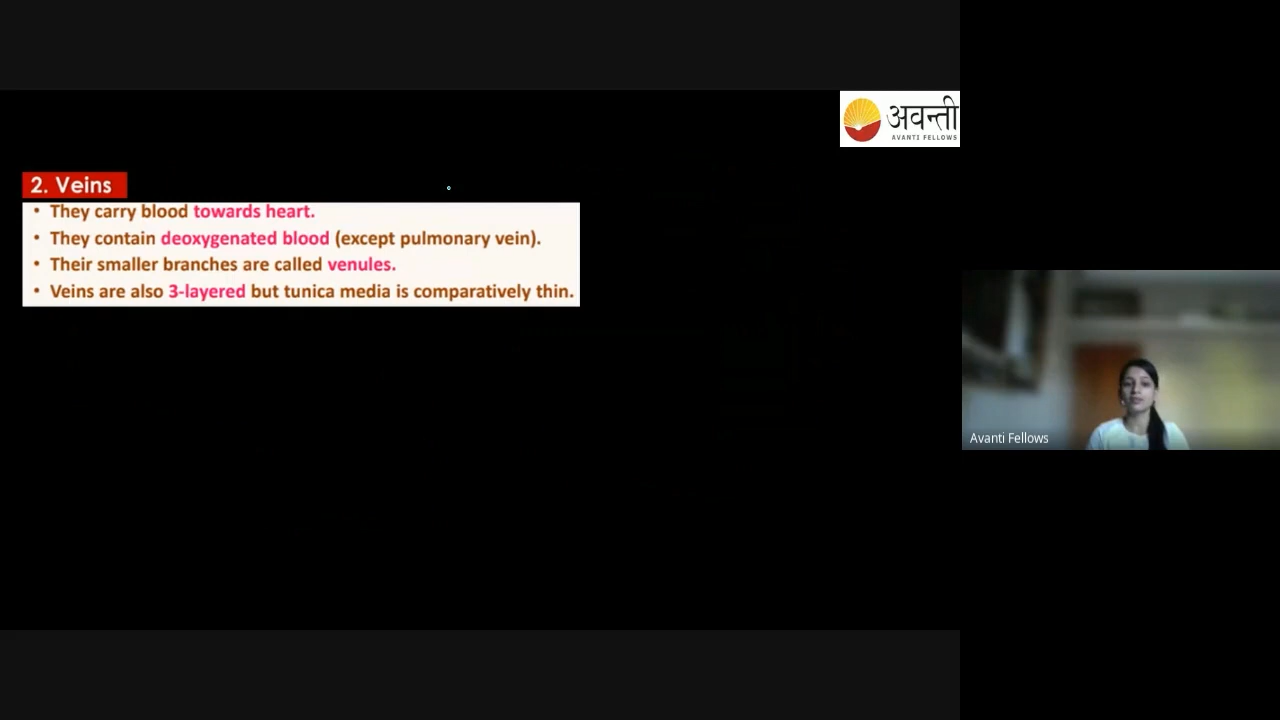 अवन्ती
AVANTI FELLOWS
2. Veins
• They carry blood towards heart.
• They contain deoxygenated blood (except pulmonary vein).
• Their smaller branches are called venules.
• Veins are also 3-layered but tunica media is comparatively thin.
Avanti Fellows